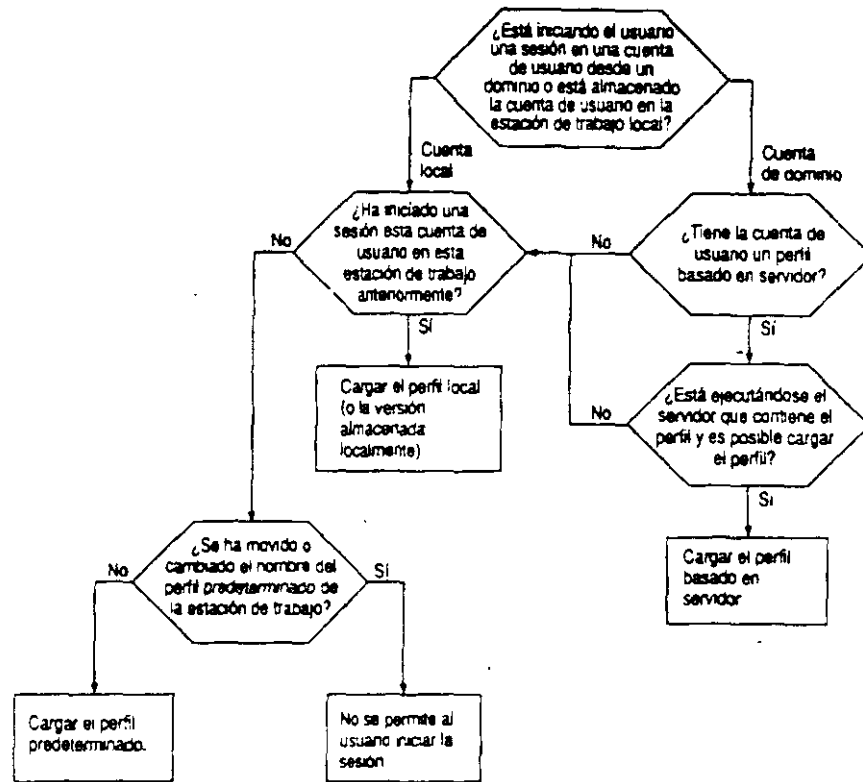 ¿Está iniciando el usuario
una sesión en una cuenta
de usuario desde un
dominio o está almacenado
la cuenta de usuario en la
estación de trabajo local?
Cuenta
local
Cuenta
de dominio
No
¿Ha iniciado una
sesión esta cuenta de
usuario en esta
estación de trabajo
anteriormente?
No
¿Tiene la cuenta de
usuario un perfil
basado en servidor?
Sí
Sí
Cargar el perfil local
(o la versión
almacenada
localmente)
No
¿Está ejecutándose el
servidor que contiene el
perfil y es posible cargar
el perfil?
Sí
No
¿Se ha movido o
cambiado el nombre del
perfil predeterminado de
la estación de trabajo?
Sí
Cargar el perfil
basado en
servidor
Cargar el perfil
predeterminado.
No se permite al
usuario iniciar la
sesión